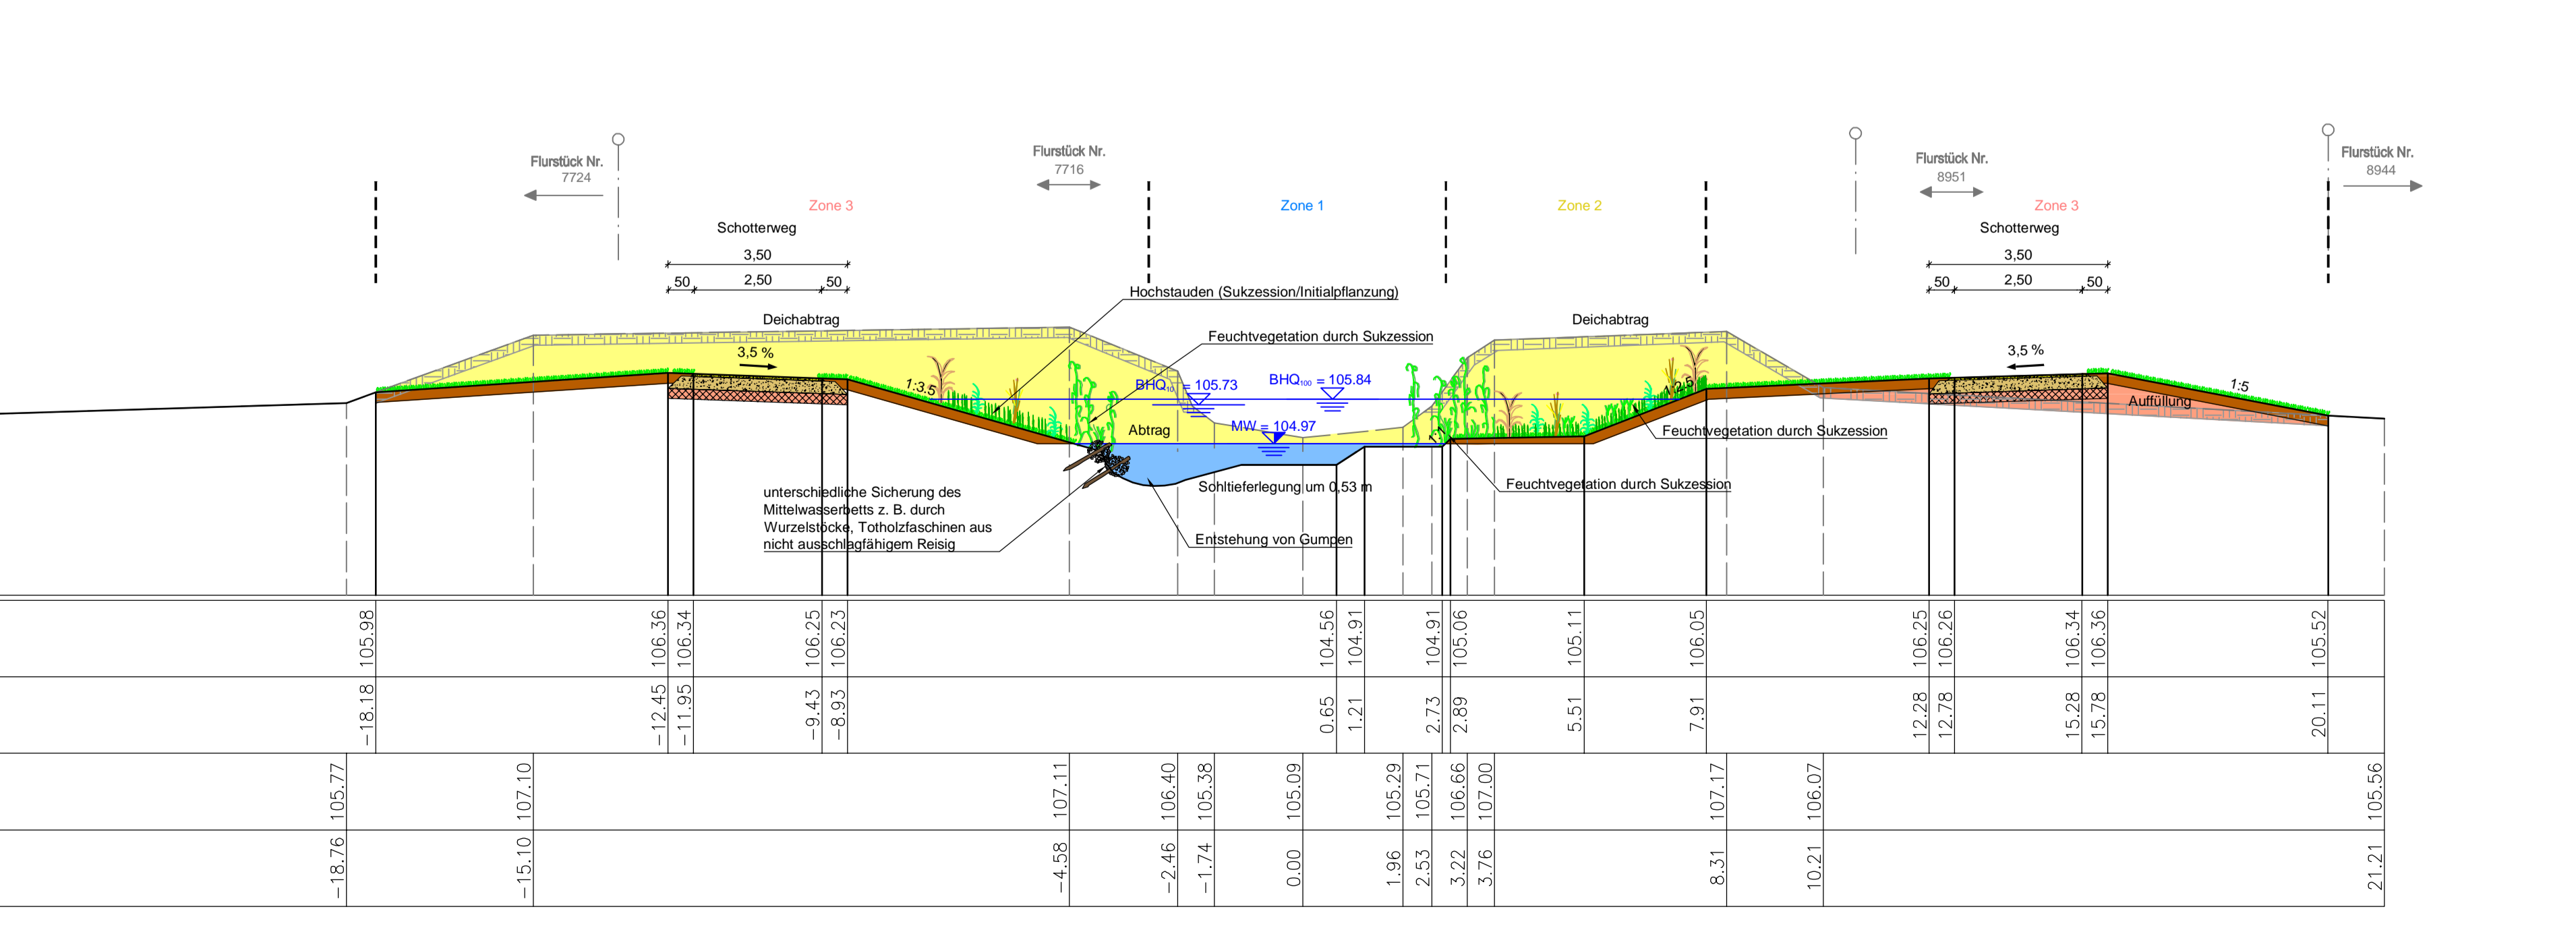 Flurstück Nr.
7724
Flurstück Nr.
7716
Flurstück Nr.
8951
Flurstück Nr.
8944
Zone 3
Zone 1
Zone 2
Zone 3
Schotterweg
3,50
50 2,50 50
Schotterweg
3,50
50 2,50 50
Hochstauden (Sukzession/Initialpflanzung)
Deichabtrag
Deichabtrag
Feuchtvegetation durch Sukzession
3,5 %
3,5 %
1:3.5
BHQ10 = 105.73
BHQ100 = 105.84
1:2.5
1:5
Auffüllung
Abtrag
MW = 104.97
1:1
Feuchtvegetation durch Sukzession
Feuchtvegetation durch Sukzession
Sohltieferlegung um 0,53 m
unterschiedliche Sicherung des
Mittelwasserbetts z. B. durch
Wurzelstöcke, Totholzfaschinen aus
nicht ausschlagfähigem Reisig
Entstehung von Gumpen
105.98 106.36 106.34 106.25 106.23 104.56 104.91 104.91 105.06 105.11 106.05 106.25 106.26 106.34 106.36 105.52
-18.18 -12.45 -11.95 -9.43 -8.93 0.65 1.21 2.73 2.89 5.51 7.91 12.28 12.78 15.28 15.78 20.11
105.77 107.10 107.11 106.40 105.38 105.09 105.29 105.71 106.66 107.00 107.17 106.07 105.56
-18.76 -15.10 -4.58 -2.46 -1.74 0.00 1.96 2.53 3.22 3.76 8.31 10.21 21.21